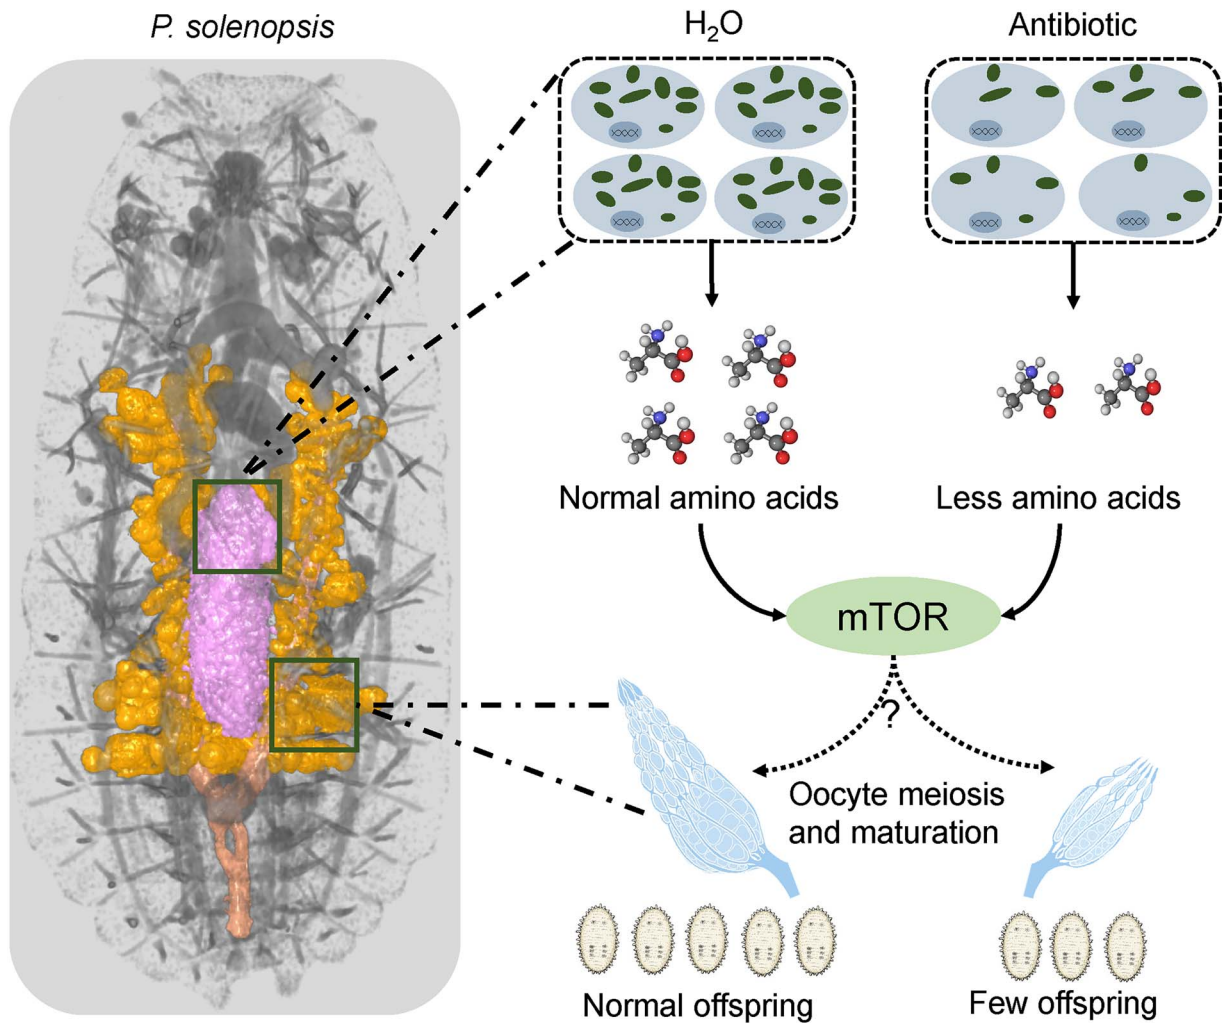 P. solenopsis
H₂O
Antibiotic
Normal amino acids
Less amino acids
mTOR
?
Oocyte meiosis
and maturation
Normal offspring
Few offspring